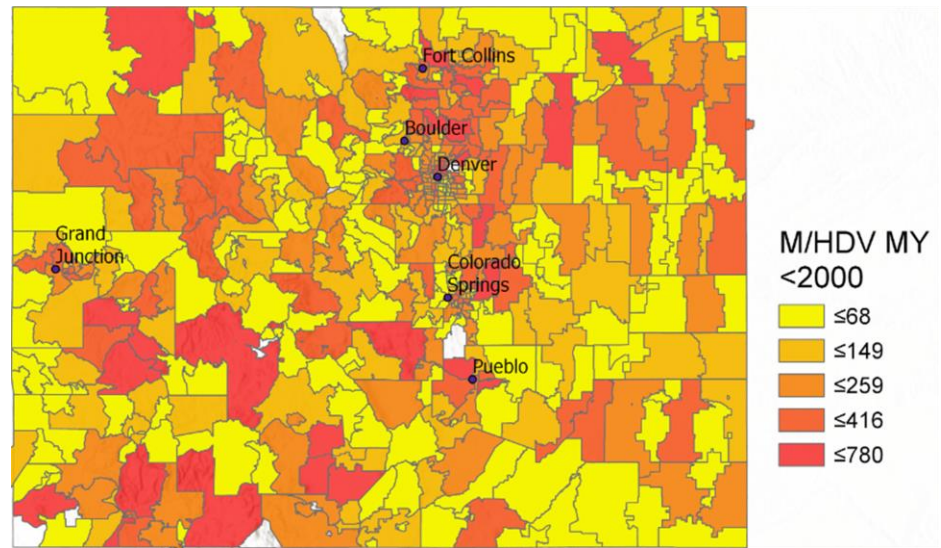 Fort Collins
Boulder
Denver
Grand
Junction
Colorado
Springs
Pueblo
M/HDV MY
<2000
≤68
≤149
≤259
≤416
≤780